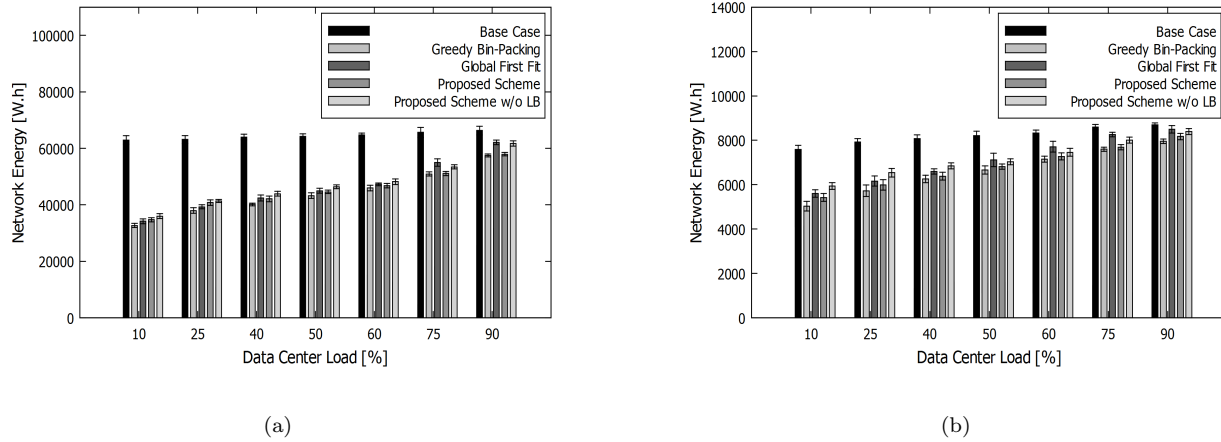 Network Energy [W.h]
100000
80000
60000
40000
20000
0
Base Case
Greedy Bin-Packing
Global First Fit
Proposed Scheme
Proposed Scheme w/o LB
10 25 40 50 60 75 90
Data Center Load [%]
(a)
Network Energy [W.h]
14000
12000
10000
8000
6000
4000
2000
0
Base Case
Greedy Bin-Packing
Global First Fit
Proposed Scheme
Proposed Scheme w/o LB
10 25 40 50 60 75 90
Data Center Load [%]
(b)